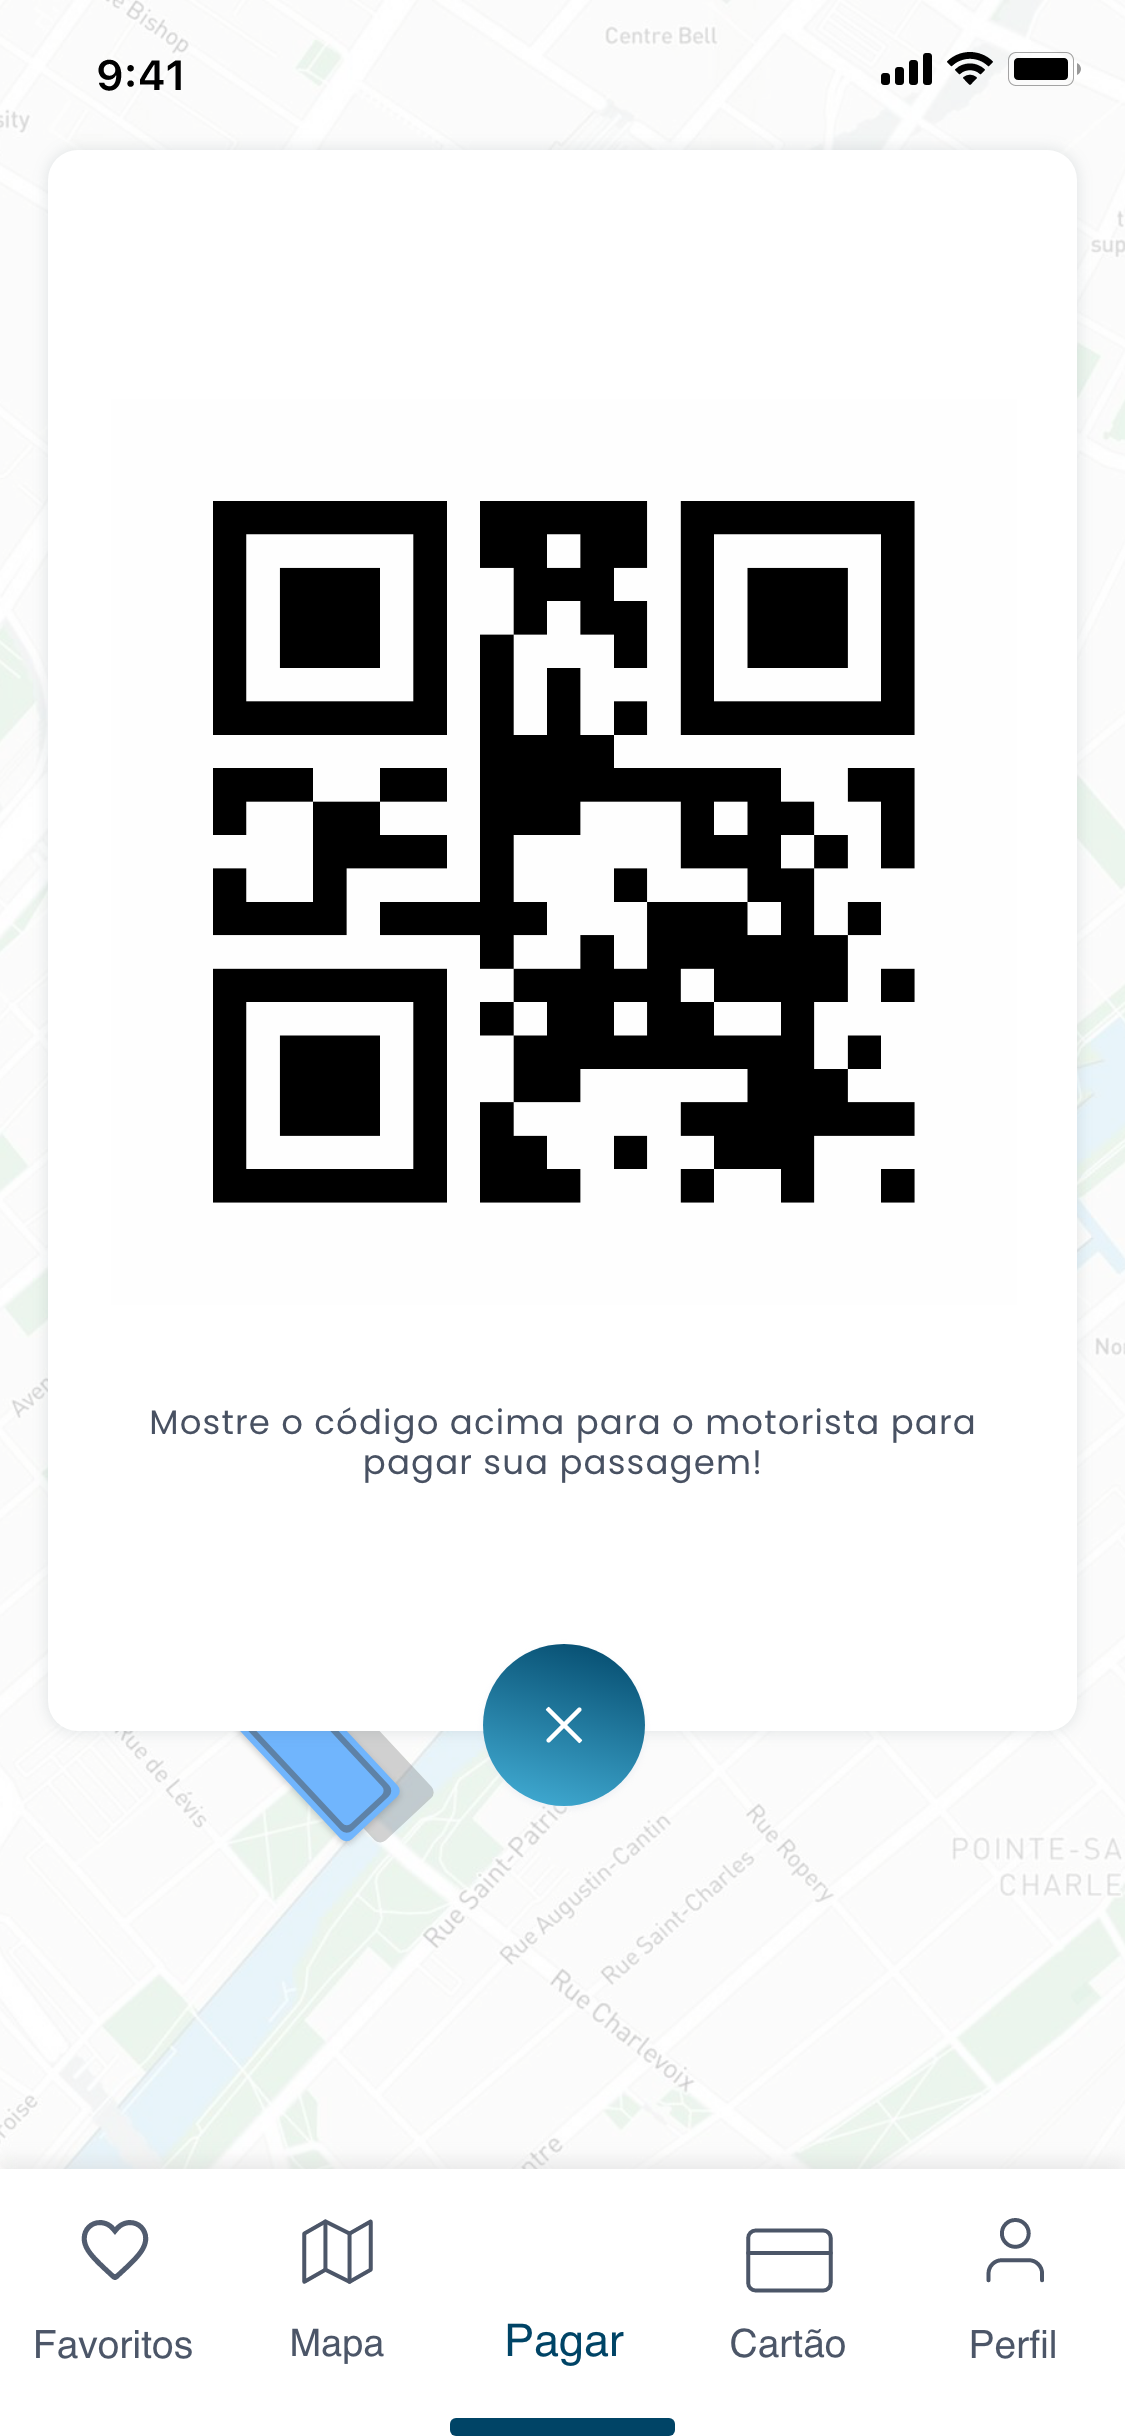 Bishop
Centre Bell
9:41
sity
sup
Mostre o código acima para o motorista para
pagar sua passagem!
Rue de Lévis
Rue Saint-Patric
Rue Augustin-Cantin
Rue Saint-Charles
Rue Ropery
Rue Charlevoix
POINTE-SA
CHARLE
Favoritos
Mapa
Pagar
Cartão
Perfil